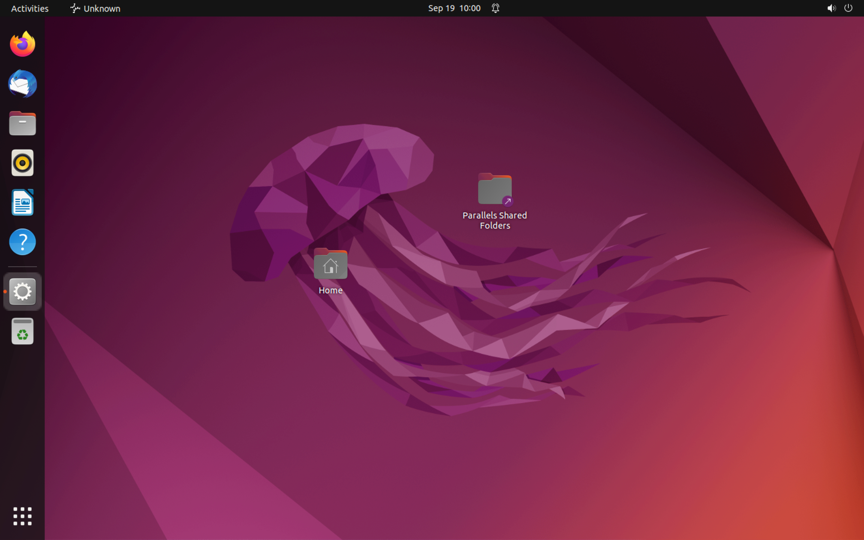 Activities
Unknown
Sep 19 10:00
Parallels Shared
Folders
Home